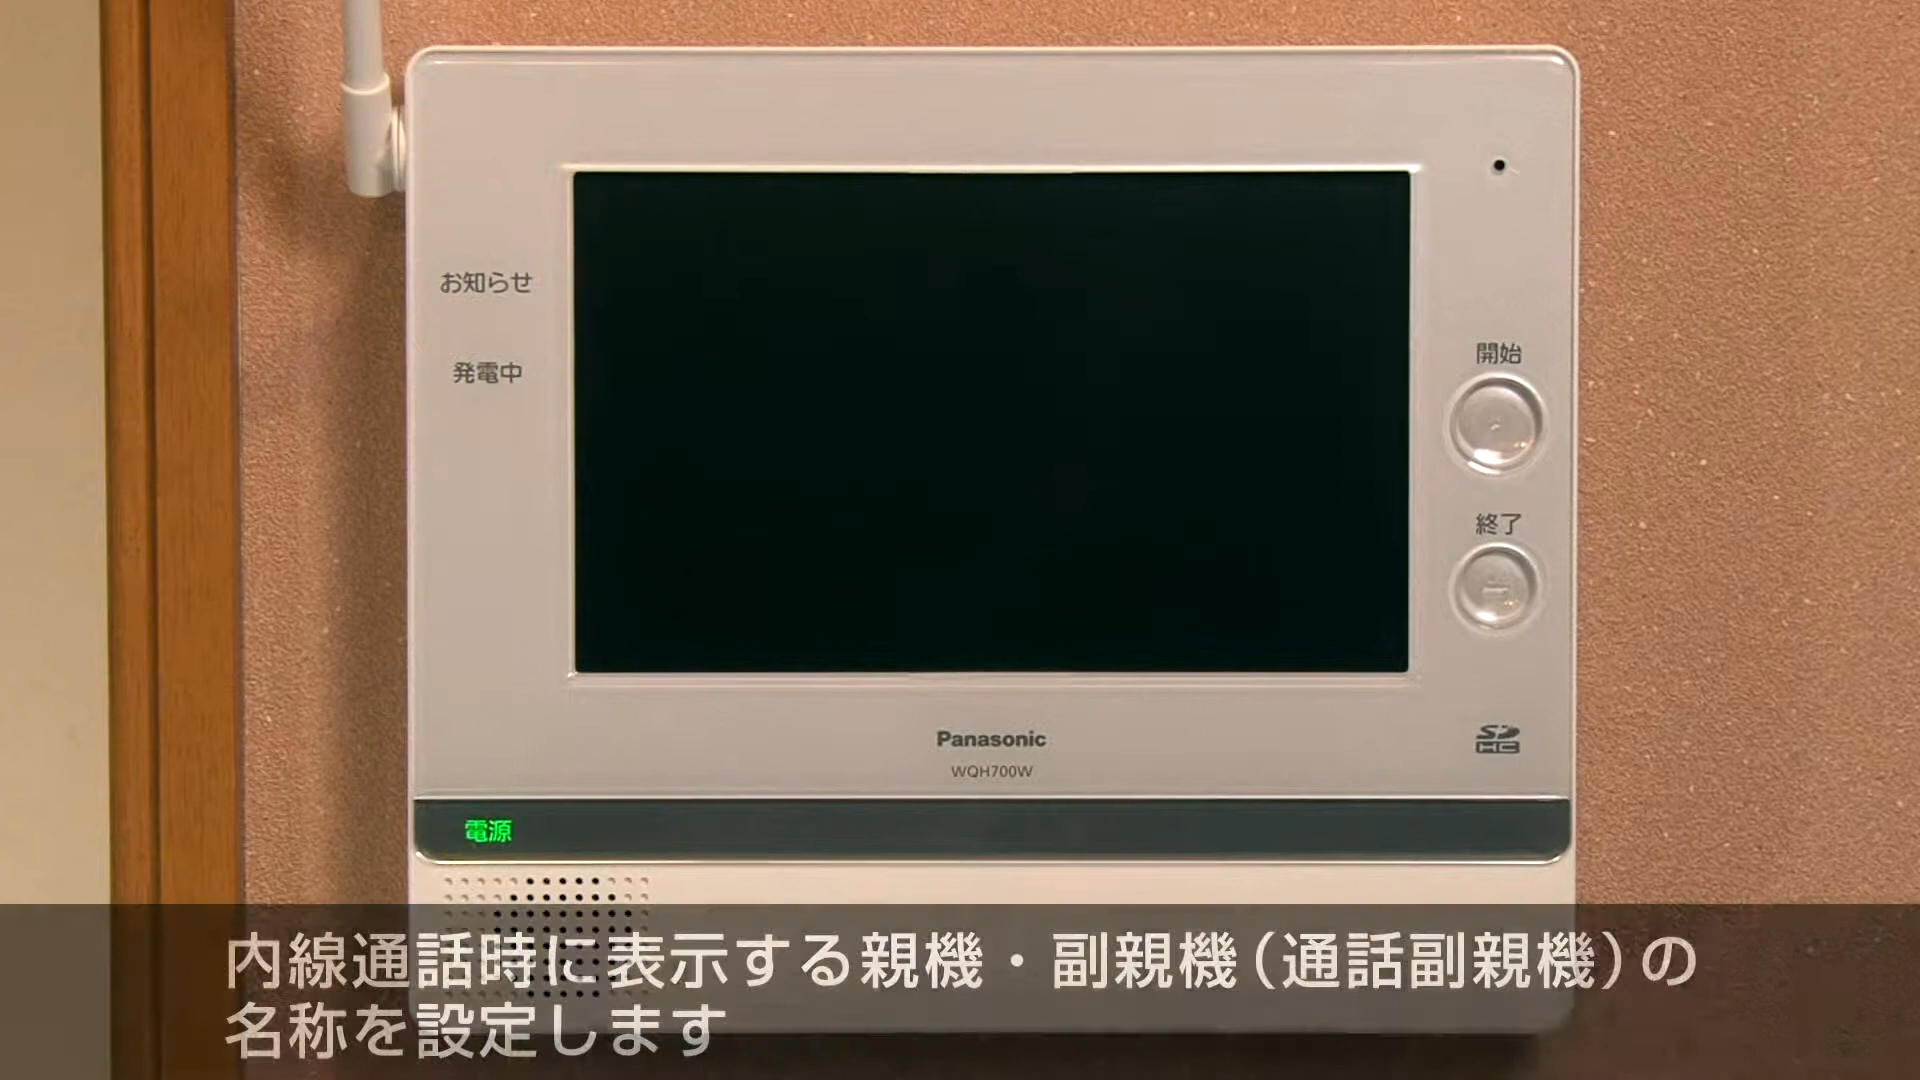 お知らせ
発電中
開始
終了
Panasonic
WQH700W
SD
HC
電源
内線通話時に表示する親機・副親機(通話副親機)の
名称を設定します